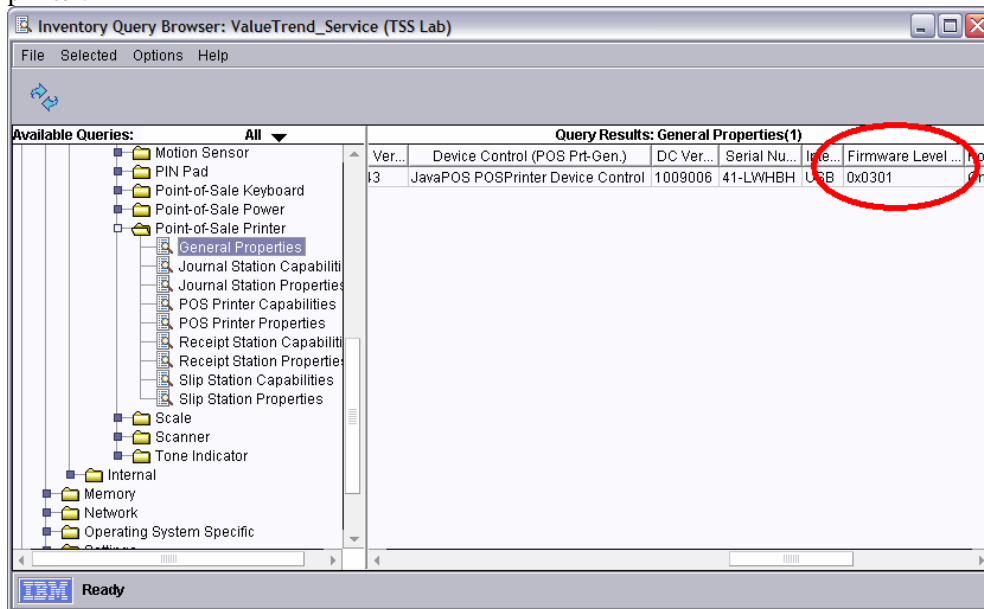 Inventory Query Browser: ValueTrend_Service (TSS Lab)
File Selected Options Help
Available Queries: All
Query Results: General Properties(1)
Motion Sensor
PIN Pad
Point-of-Sale Keyboard
Point-of-Sale Power
Point-of-Sale Printer
General Properties
Journal Station Capabiliti
Journal Station Properties
POS Printer Capabilities
POS Printer Properties
Receipt Station Capabiliti
Receipt Station Propertie
Slip Station Capabilities
Slip Station Properties
Scale
Scanner
Tone Indicator
Internal
Memory
Network
Operating System Specific
Ver... Device Control (POS Prt-Gen.) DC Ver... Serial Nu... Inte... Firmware Level ...
13 JavaPOS POSPrinter Device Control 1009006 41-LWHBH USB 0x0301
IBM Ready